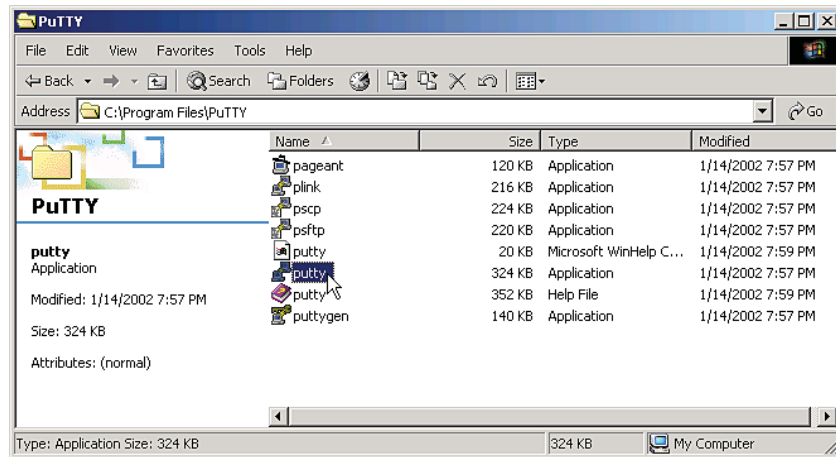 PuTTY
File Edit View Favorites Tools Help
Back Search Folders
Address C:\Program Files\PuTTY Go
Name Size Type Modified
pageant 120 KB Application 1/14/2002 7:57 PM
plink 216 KB Application 1/14/2002 7:57 PM
pscp 224 KB Application 1/14/2002 7:57 PM
psftp 220 KB Application 1/14/2002 7:57 PM
putty 20 KB Microsoft WinHelp C... 1/14/2002 7:59 PM
putty 324 KB Application 1/14/2002 7:57 PM
putty 352 KB Help File 1/14/2002 7:59 PM
puttygen 140 KB Application 1/14/2002 7:57 PM
PuTTY
putty
Application
Modified: 1/14/2002 7:57 PM
Size: 324 KB
Attributes: (normal)
Type: Application Size: 324 KB 324 KB My Computer